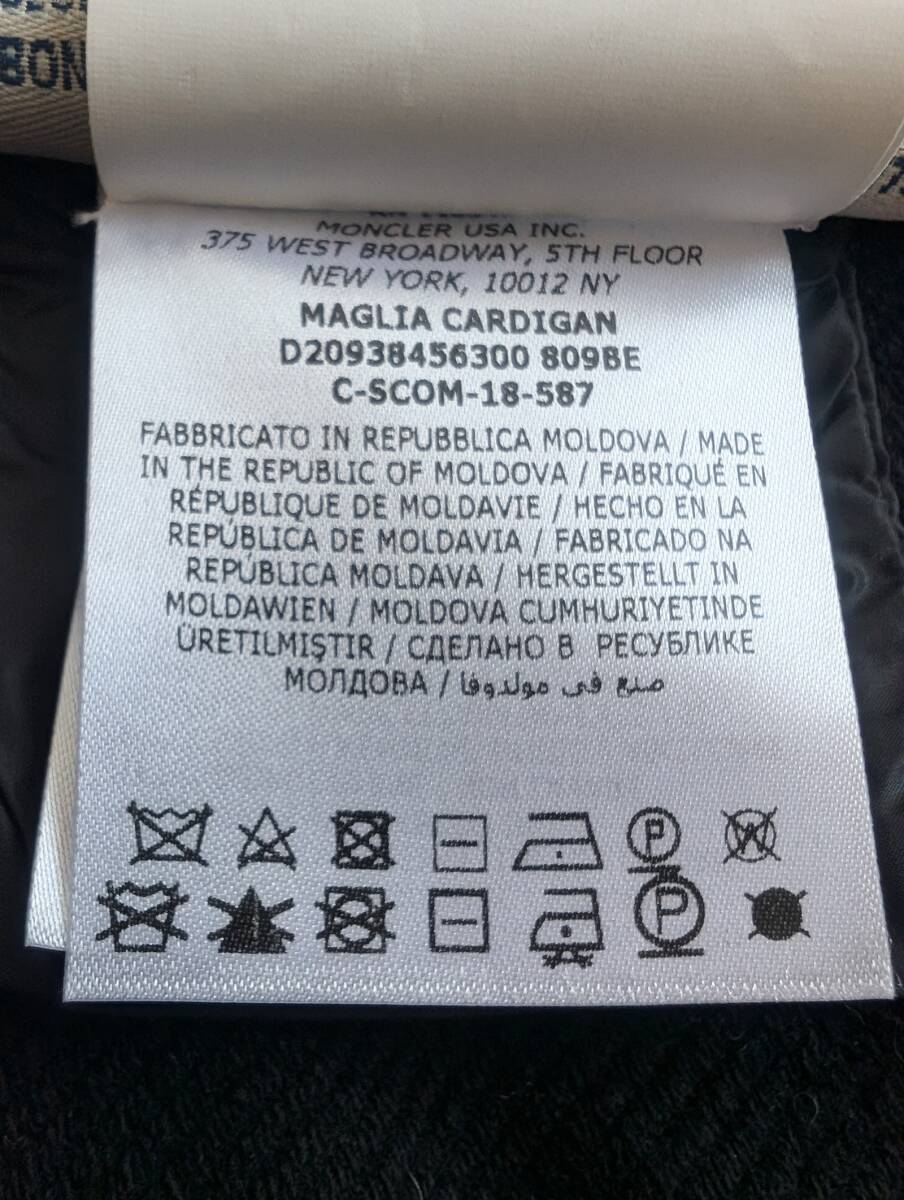 BON
MONCLER USA INC.
375 WEST BROADWAY, 5TH FLOOR
NEW YORK, 10012 NY
MAGLIA CARDIGAN
D20938456300 809BE
C-SCOM-18-587
FABBRICATO IN REPUBBLICA MOLDOVA / MADE
IN THE REPUBLIC OF MOLDOVA / FABRIQUÉ EN
RÉPUBLIQUE DE MOLDAVIE / HECHO EN LA
REPÚBLICA DE MOLDAVIA / FABRICADO NA
REPÚBLICA MOLDAVA / HERGESTELLT IN
MOLDAWIEN / MOLDOVA CUMHURIYETINDE
ÜRETILMIŞTIR / СДЕЛАНО В РЕСУБЛИКЕ
МОЛДОВА / صنع في مولدوفا
P W
P